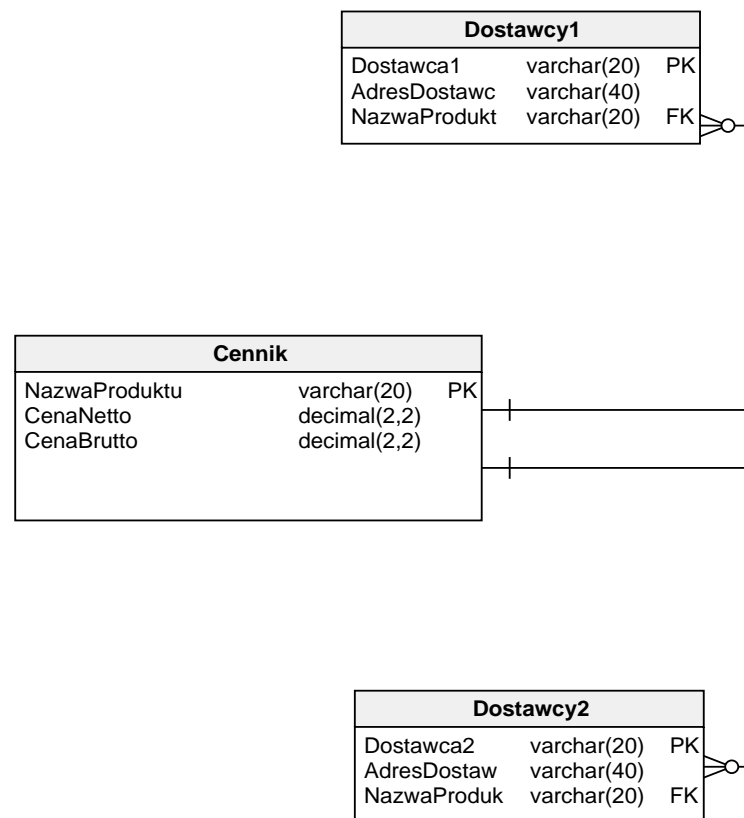 Dostawcy1
Dostawca1 varchar(20) PK
AdresDostawc varchar(40)
NazwaProdukt varchar(20) FK
Cennik
NazwaProduktu varchar(20) PK
CenaNetto decimal(2,2)
CenaBrutto decimal(2,2)
Dostawcy2
Dostawca2 varchar(20) PK
AdresDostaw varchar(40)
NazwaProduk varchar(20) FK